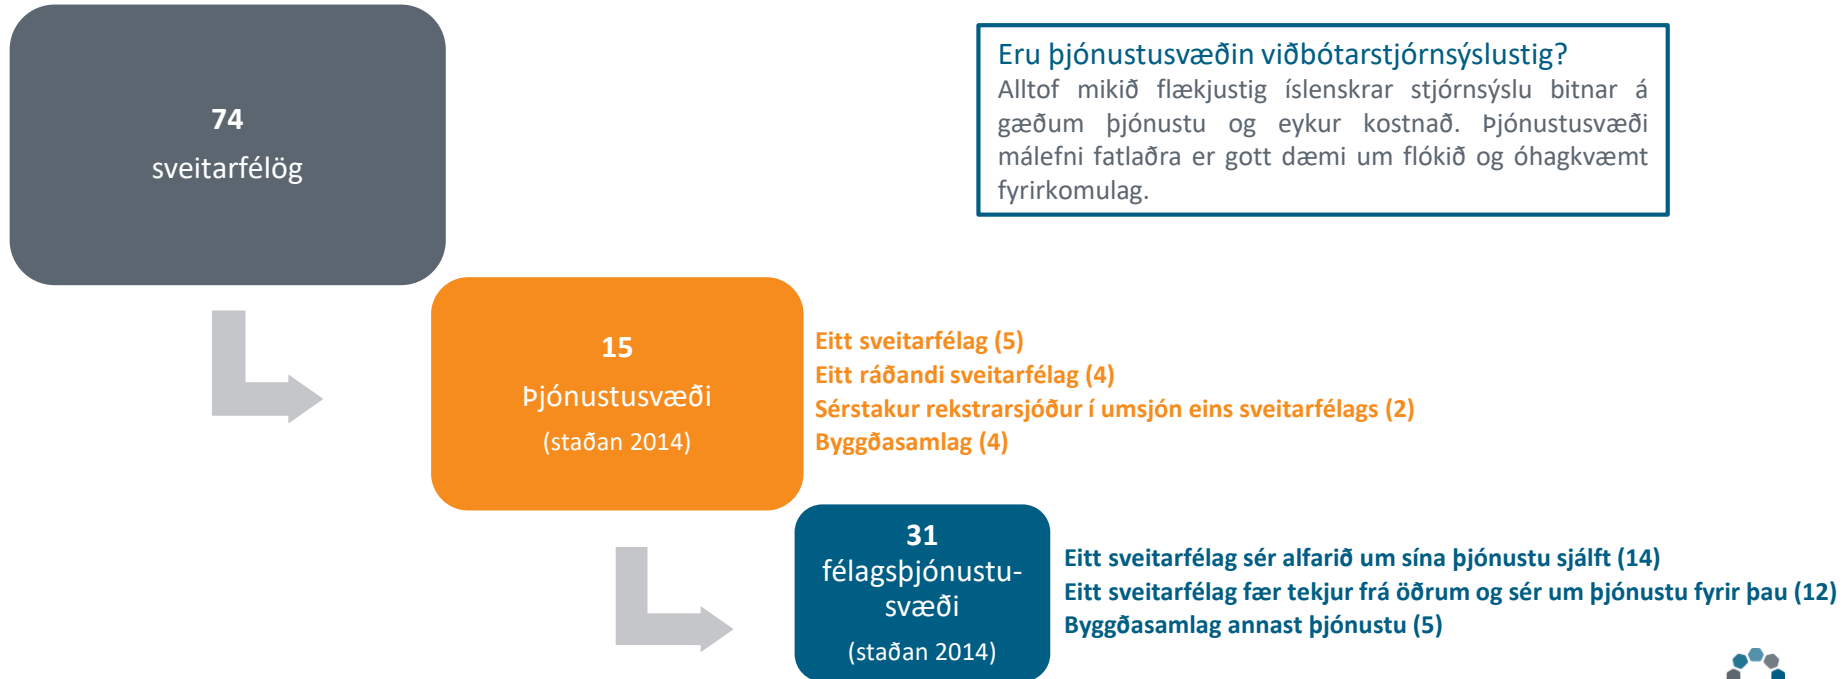 74
sveitarfélög
Eru þjónustusvæðin viðbótarstjórnsýslustig?
Alltof mikið flækjustig íslenskrar stjórnsýslu bitnar á
gæðum þjónustu og eykur kostnað. Þjónustusvæði
málefni fatlaðra er gott dæmi um flókið og óhagkvæmt
fyrirkomulag.
15
Þjónustusvæði
(staðan 2014)
Eitt sveitarfélag (5)
Eitt ráðandi sveitarfélag (4)
Sérstakur rekstrarsjóður í umsjón eins sveitarfélags (2)
Byggðasamlag (4)
31
félagsþjónustu-
svæði
(staðan 2014)
Eitt sveitarfélag sér alfarið um sína þjónustu sjálft (14)
Eitt sveitarfélag fær tekjur frá öðrum og sér um þjónustu fyrir þau (12)
Byggðasamlag annast þjónustu (5)